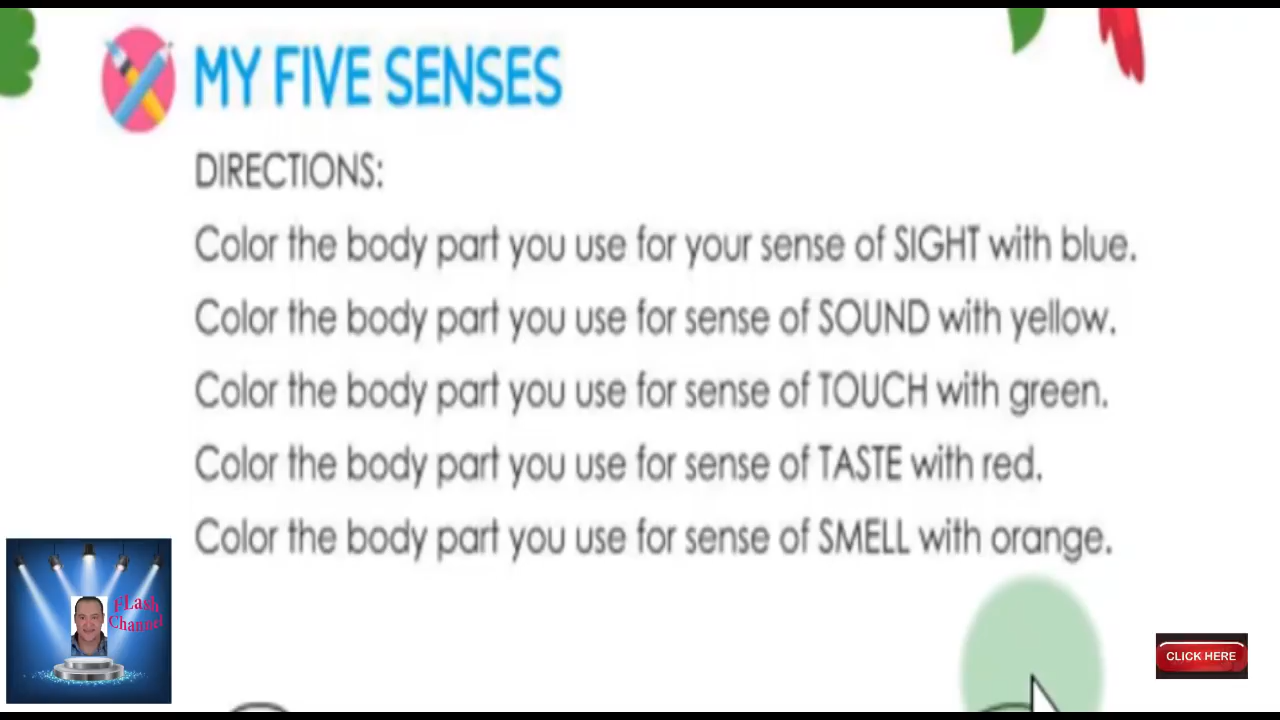 MY FIVE SENSES
DIRECTIONS:
Color the body part you use for your sense of SIGHT with blue.
Color the body part you use for sense of SOUND with yellow.
Color the body part you use for sense of TOUCH with green.
Color the body part you use for sense of TASTE with red.
Color the body part you use for sense of SMELL with orange.
FLash
Channel
CLICK HERE